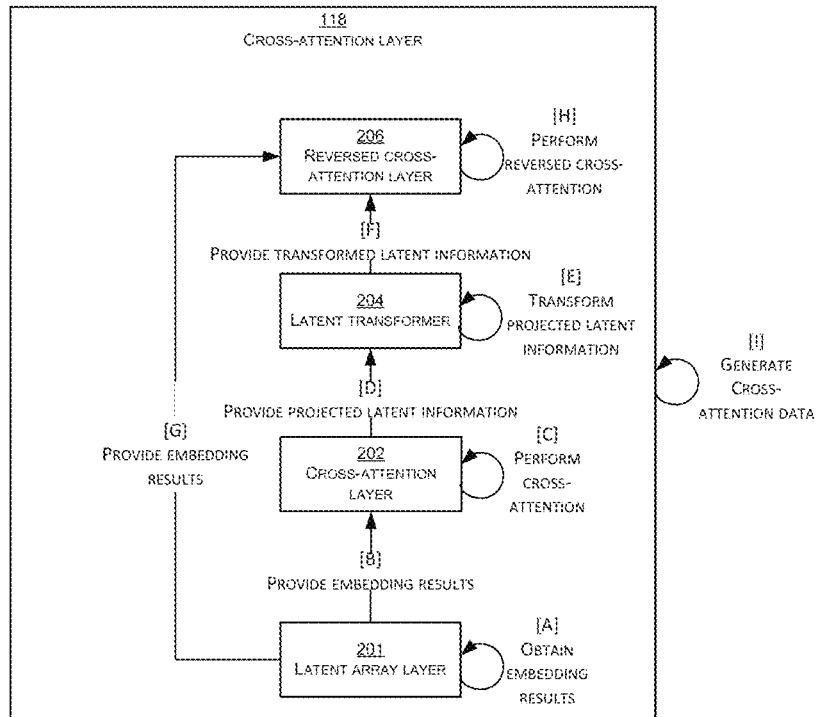 118
CROSS-ATTENTION LAYER
206
REVERSED CROSS-
ATTENTION LAYER
[H]
PERFORM
REVERSED CROSS-
ATTENTION
[F]
PROVIDE TRANSFORMED LATENT INFORMATION
204
LATENT TRANSFORMER
[E]
TRANSFORM
PROJECTED LATENT
INFORMATION
[I]
GENERATE
CROSS-
ATTENTION DATA
[D]
PROVIDE PROJECTED LATENT INFORMATION
[G]
PROVIDE EMBEDDING
RESULTS
202
CROSS-ATTENTION
LAYER
[C]
PERFORM
CROSS-
ATTENTION
[B]
PROVIDE EMBEDDING RESULTS
201
LATENT ARRAY LAYER
[A]
OBTAIN
EMBEDDING
RESULTS